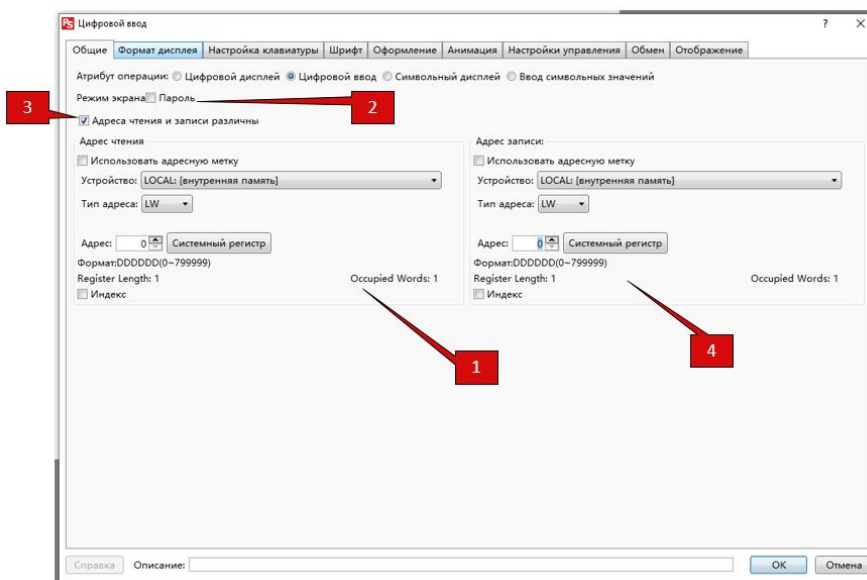 PS Цифровой ввод ? ×
Общие Формат дисплея Настройка клавиатуры Шрифт Оформление Анимация Настройки управления Обмен Отображение
Атрибут операции: Цифровой дисплей Цифровой ввод Символьный дисплей Ввод символьных значений
Режим экрана Пароль
3
2
Адреса чтения и записи различны
Адрес чтения
Использовать адресную метку
Устройство: LOCAL: [внутренняя память]
Тип адреса: LW
Адрес: 0 Системный регистр
Формат:DDDDDD(0~799999)
Register Length: 1 Occupied Words: 1
Индекс
Адрес записи:
Использовать адресную метку
Устройство: LOCAL: [внутренняя память]
Тип адреса: LW
Адрес: 0 Системный регистр
Формат:DDDDDD(0~799999)
Register Length: 1 Occupied Words: 1
Индекс
1
4
Справка Описание: OK Отмена